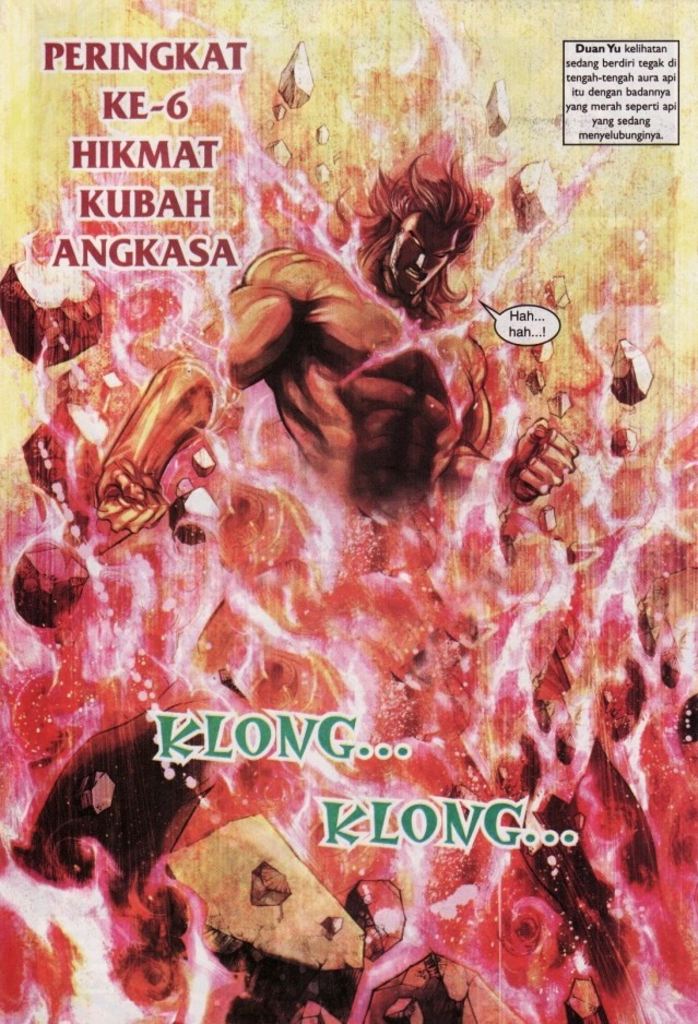 PERINGKAT
KE-6
HIKMAT
KUBAH
ANGKASA
Duan Yu kelihatan
sedang berdiri tegak di
tengah-tengah aura api
itu dengan badannya
yang merah seperti api
yang sedang
menyelubunginya.
Hah...
hah...!
KLONG...
KLONG...